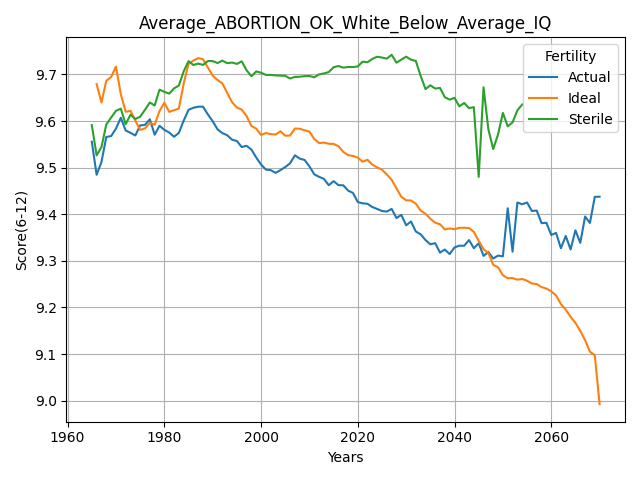 Average_ABORTION_OK_White_Below_Average_IQ
Fertility
Actual
Ideal
Sterile
Score(6-12)
9.7
9.6
9.5
9.4
9.3
9.2
9.1
9.0
1960 1980 2000 2020 2040 2060
Years